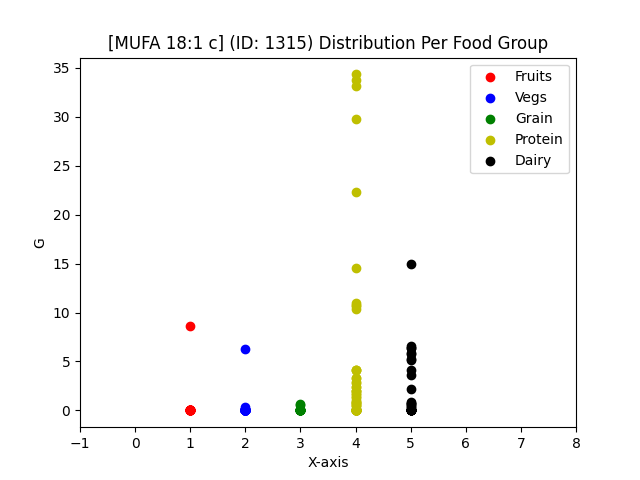 [MUFA 18:1 c] (ID: 1315) Distribution Per Food Group
35
30
25
20
15
10
5
0
G
−1
0
1
2
3
4
5
6
7
8
X-axis
Fruits
Vegs
Grain
Protein
Dairy